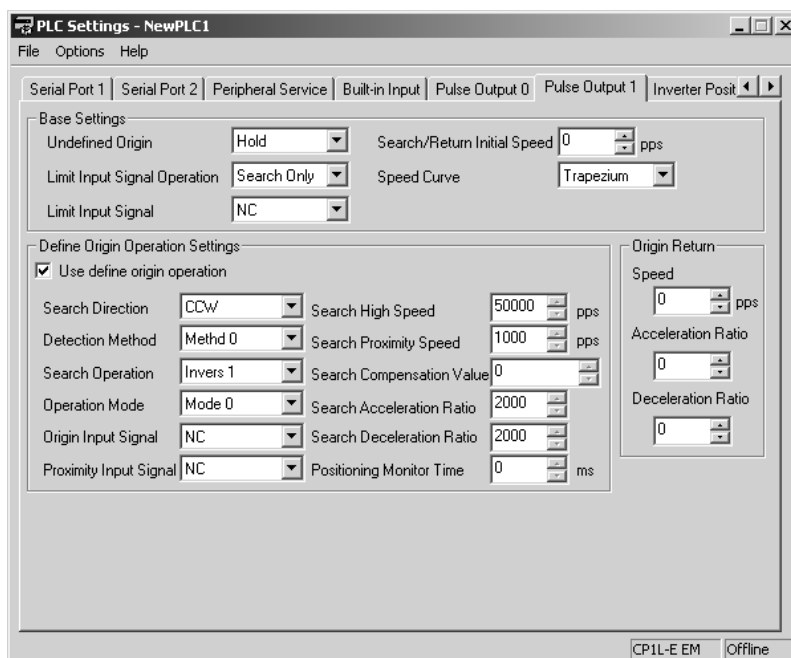 PLC Settings - NewPLC1
File Options Help
Serial Port 1 Serial Port 2 Peripheral Service Built-in Input Pulse Output 0 Pulse Output 1 Inverter Posit
Base Settings
Undefined Origin Hold Search/Return Initial Speed 0 pps
Limit Input Signal Operation Search Only Speed Curve Trapezium
Limit Input Signal NC
Define Origin Operation Settings
Use define origin operation
Search Direction CCW Search High Speed 50000 pps
Detection Method Methd 0 Search Proximity Speed 1000 pps
Search Operation Invers 1 Search Compensation Value 0
Operation Mode Mode 0 Search Acceleration Ratio 2000
Origin Input Signal NC Search Deceleration Ratio 2000
Proximity Input Signal NC Positioning Monitor Time 0 ms
Origin Return
Speed
0 pps
Acceleration Ratio
0
Deceleration Ratio
0
CP1L-E EM Offline